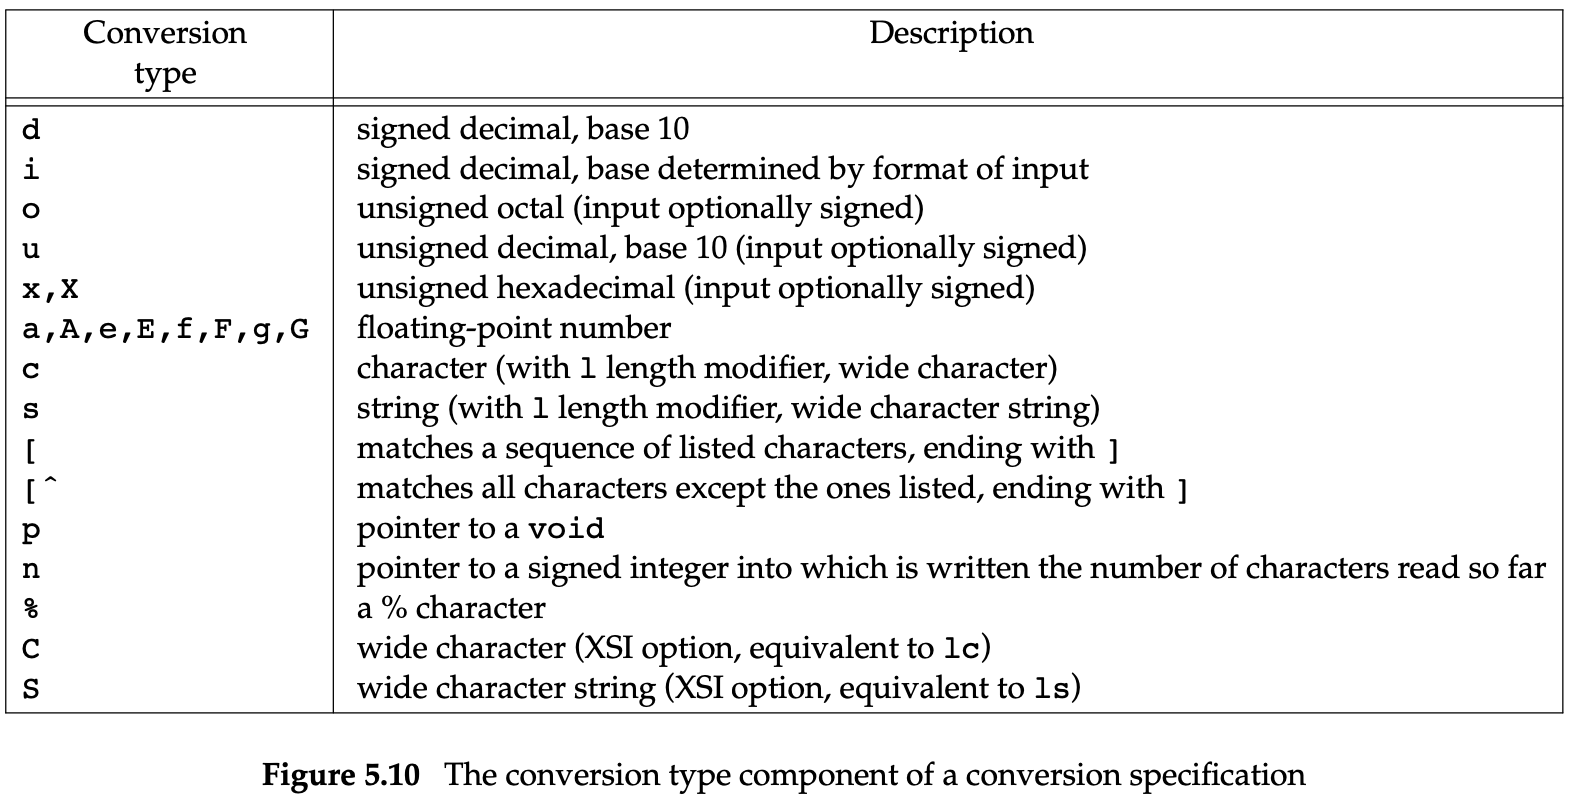 Conversion type Description
d signed decimal, base 10
i signed decimal, base determined by format of input
o unsigned octal (input optionally signed)
u unsigned decimal, base 10 (input optionally signed)
x,X unsigned hexadecimal (input optionally signed)
a,A,e,E,f,F,g,G floating-point number
c character (with l length modifier, wide character)
s string (with l length modifier, wide character string)
[ matches a sequence of listed characters, ending with ]
[^ matches all characters except the ones listed, ending with ]
p pointer to a void
n pointer to a signed integer into which is written the number of characters read so far
% a % character
C wide character (XSI option, equivalent to lc)
S wide character string (XSI option, equivalent to ls)
Figure 5.10 The conversion type component of a conversion specification